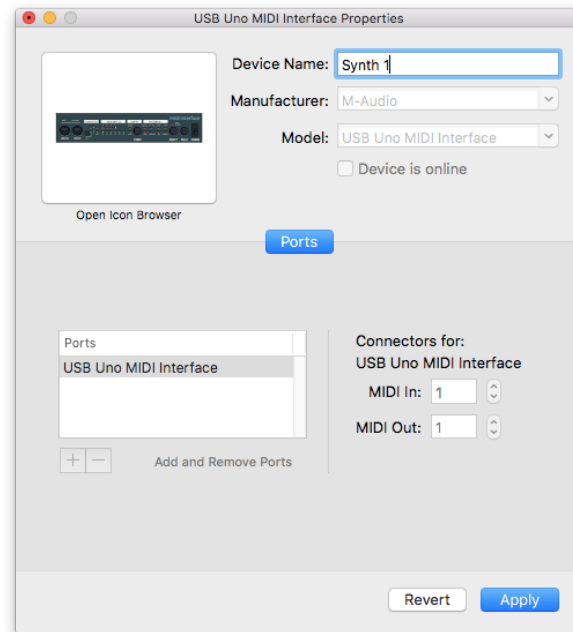 USB Uno MIDI Interface Properties
Device Name: Synth 1
Manufacturer: M-Audio
Model: USB Uno MIDI Interface
Device is online
Open Icon Browser
Ports
Ports
USB Uno MIDI Interface
Add and Remove Ports
Connectors for:
USB Uno MIDI Interface
MIDI In: 1
MIDI Out: 1
Revert
Apply